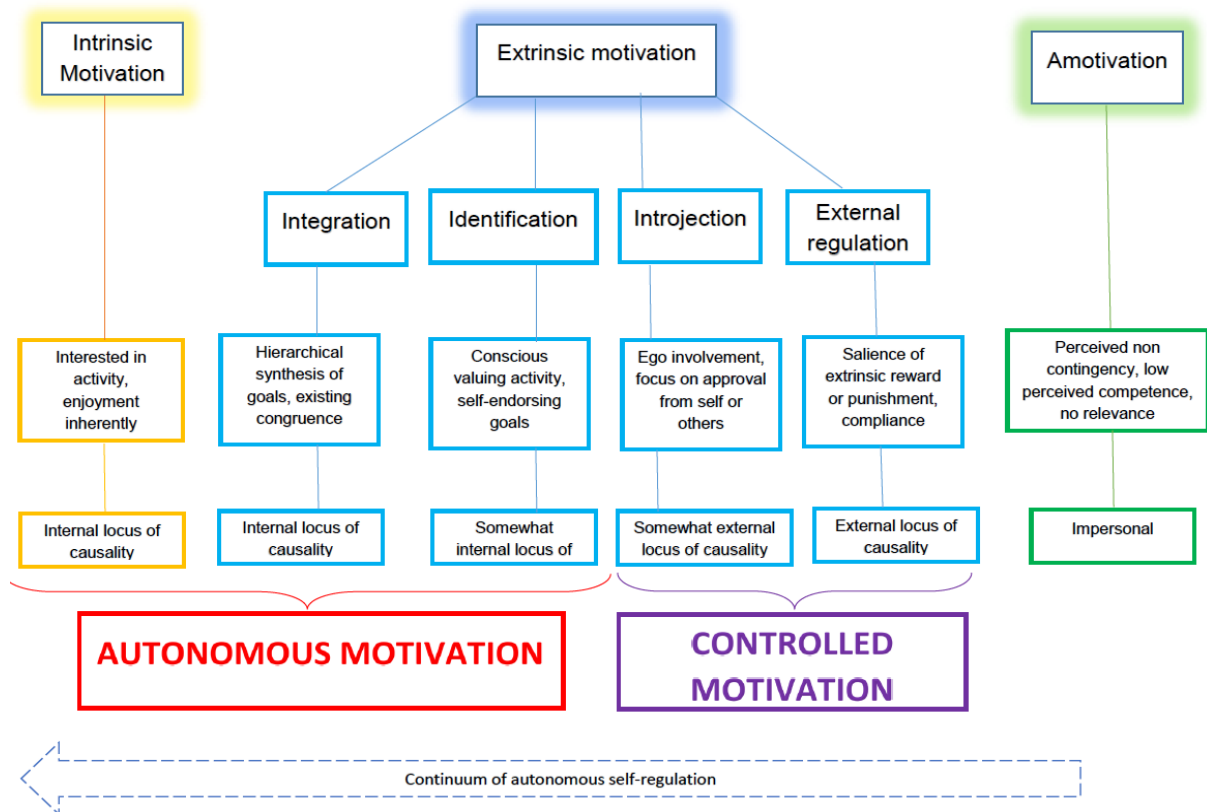 Intrinsic
Motivation
Extrinsic motivation
Amotivation
Integration
Identification
Introjection
External
regulation
Interested in
activity,
enjoyment
inherently
Hierarchical
synthesis of
goals, existing
congruence
Conscious
valuing activity,
self-endorsing
goals
Ego involvement,
focus on approval
from self or
others
Salience of
extrinsic reward
or punishment,
compliance
Perceived non
contingency, low
perceived competence,
no relevance
Internal locus of
causality
Internal locus of
causality
Somewhat
internal locus of
Somewhat external
locus of causality
External locus of
causality
Impersonal
AUTONOMOUS MOTIVATION
CONTROLLED
MOTIVATION
Continuum of autonomous self-regulation